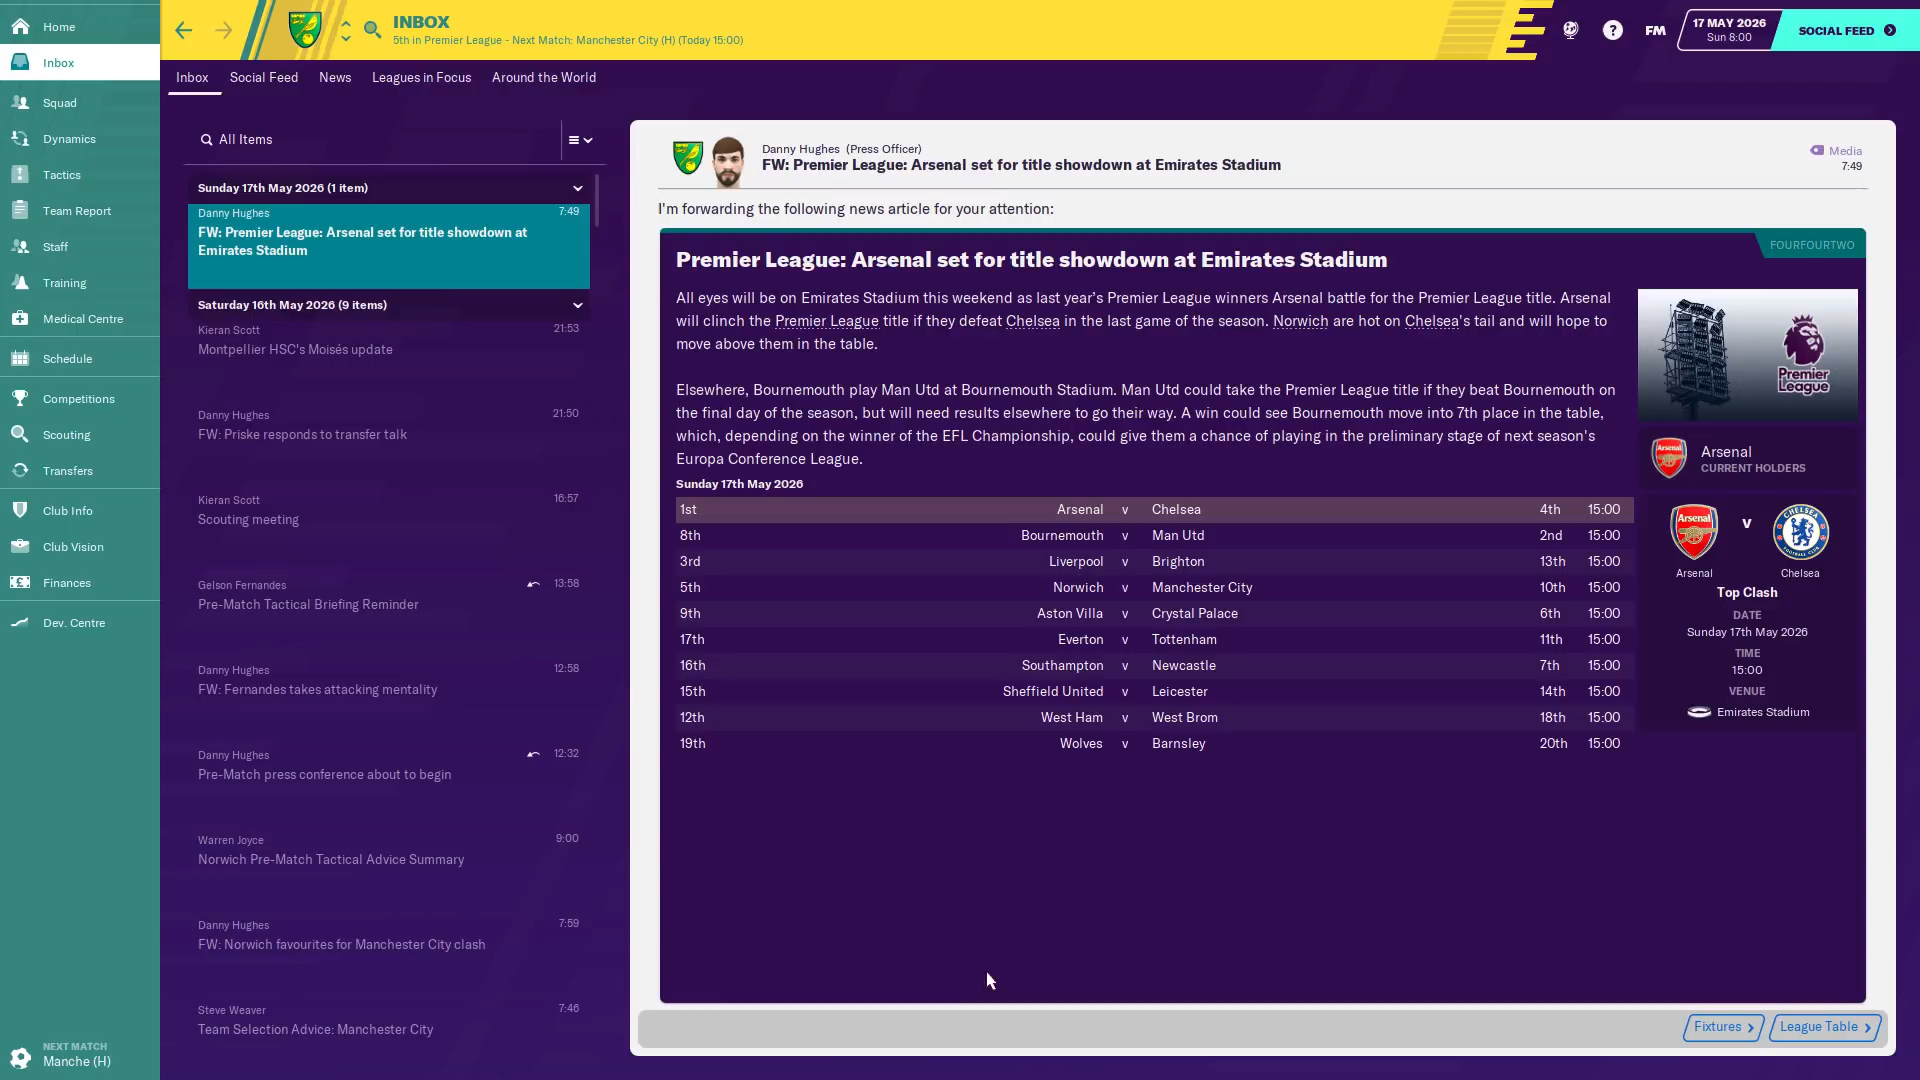 Home
Inbox
Squad
Dynamics
Tactics
Team Report
Staff
Training
Medical Centre
Schedule
Competitions
Scouting
Transfers
Club Info
Club Vision
Finances
Dev. Centre
NEXT MATCH
Manche (H)
INBOX
5th in Premier League - Next Match: Manchester City (H) (Today 15:00)
FM
17 MAY 2026
Sun 8:00
SOCIAL FEED
Inbox Social Feed News Leagues in Focus Around the World
All Items
Sunday 17th May 2026 (1 item)
Danny Hughes 7:49
FW: Premier League: Arsenal set for title showdown at
Emirates Stadium
Saturday 16th May 2026 (9 items)
Kieran Scott 21:53
Montpellier HSC's Moisés update
Danny Hughes 21:50
FW: Priske responds to transfer talk
Kieran Scott 16:57
Scouting meeting
Gelson Fernandes 13:58
Pre-Match Tactical Briefing Reminder
Danny Hughes 12:58
FW: Fernandes takes attacking mentality
Danny Hughes 12:32
Pre-Match press conference about to begin
Warren Joyce 9:00
Norwich Pre-Match Tactical Advice Summary
Danny Hughes 7:59
FW: Norwich favourites for Manchester City clash
Steve Weaver 7:46
Team Selection Advice: Manchester City
Danny Hughes (Press Officer)
FW: Premier League: Arsenal set for title showdown at Emirates Stadium
Media
7:49
I'm forwarding the following news article for your attention:
FOURFOURTWO
Premier League: Arsenal set for title showdown at Emirates Stadium
All eyes will be on Emirates Stadium this weekend as last year's Premier League winners Arsenal battle for the Premier League title. Arsenal
will clinch the Premier League title if they defeat Chelsea in the last game of the season. Norwich are hot on Chelsea's tail and will hope to
move above them in the table.
Elsewhere, Bournemouth play Man Utd at Bournemouth Stadium. Man Utd could take the Premier League title if they beat Bournemouth on
the final day of the season, but will need results elsewhere to go their way. A win could see Bournemouth move into 7th place in the table,
which, depending on the winner of the EFL Championship, could give them a chance of playing in the preliminary stage of next season's
Europa Conference League.
Sunday 17th May 2026
1st Arsenal v Chelsea 4th 15:00
8th Bournemouth v Man Utd 2nd 15:00
3rd Liverpool v Brighton 13th 15:00
5th Norwich v Manchester City 10th 15:00
9th Aston Villa v Crystal Palace 6th 15:00
17th Everton v Tottenham 11th 15:00
16th Southampton v Newcastle 7th 15:00
15th Sheffield United v Leicester 14th 15:00
12th West Ham v West Brom 18th 15:00
19th Wolves v Barnsley 20th 15:00
Premier
League
Arsenal
Arsenal
CURRENT HOLDERS
Arsenal
v
Arsenal Chelsea
Top Clash
DATE
Sunday 17th May 2026
TIME
15:00
VENUE
Emirates Stadium
Fixtures
League Table